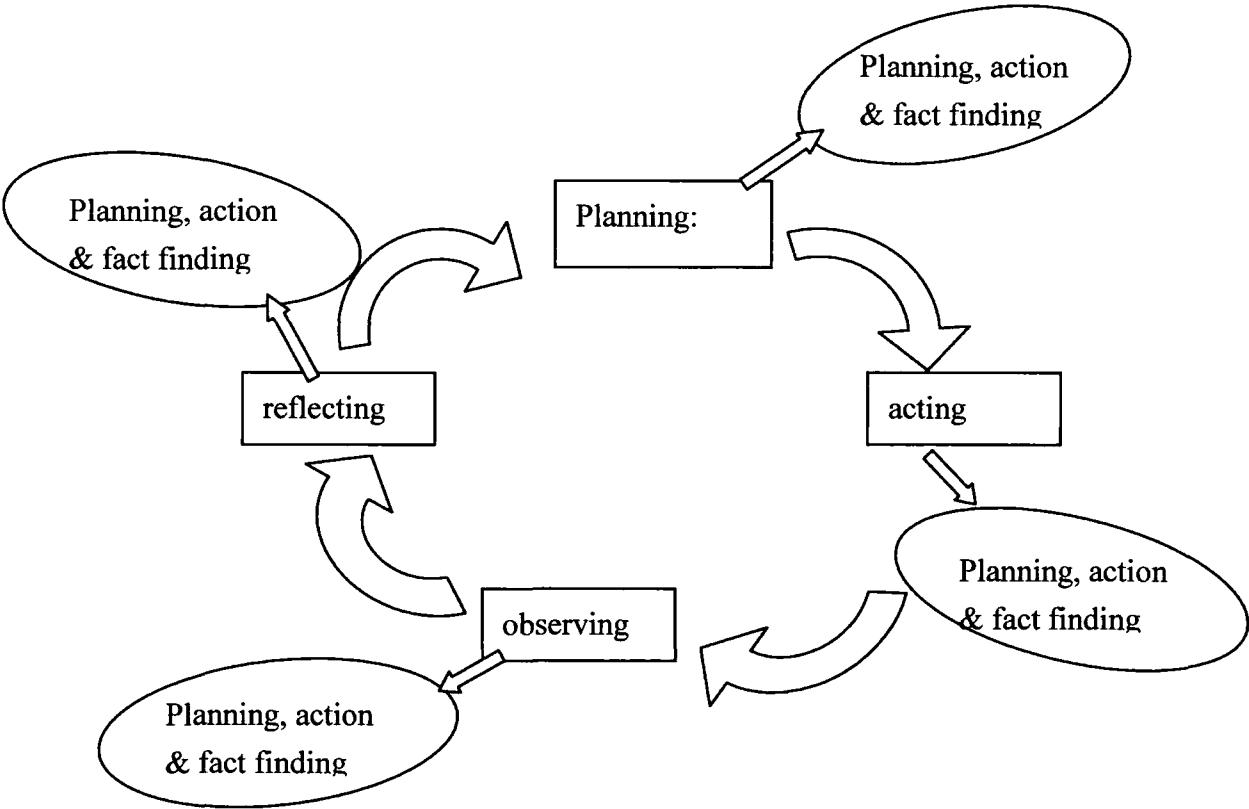 Planning, action
& fact finding
Planning, action
& fact finding
Planning:
reflecting
acting
Planning, action
& fact finding
observing
Planning, action
& fact finding